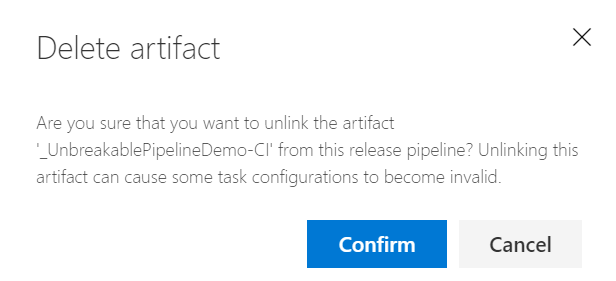 Delete artifact
Are you sure that you want to unlink the artifact
'_UnbreakablePipelineDemo-CI' from this release pipeline? Unlinking this
artifact can cause some task configurations to become invalid.
Confirm
Cancel